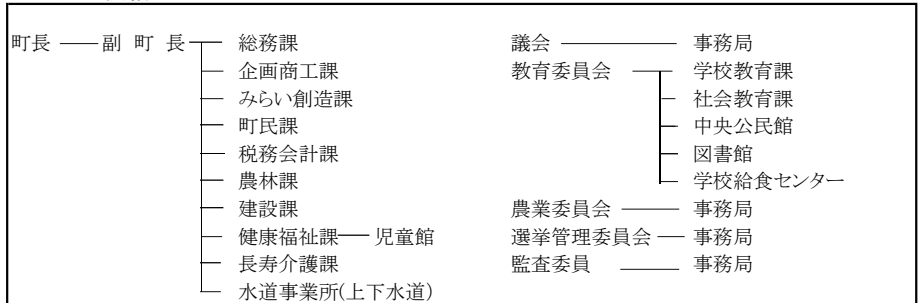 町長 副 町 長 総務課
企画商工課
みらい創造課
町民課
税務会計課
農林課
建設課
健康福祉課 児童館
長寿介護課
水道事業所(上下水道)
議会 事務局
教育委員会 学校教育課
社会教育課
中央公民館
図書館
学校給食センター
農業委員会 事務局
選挙管理委員会 事務局
監査委員 事務局